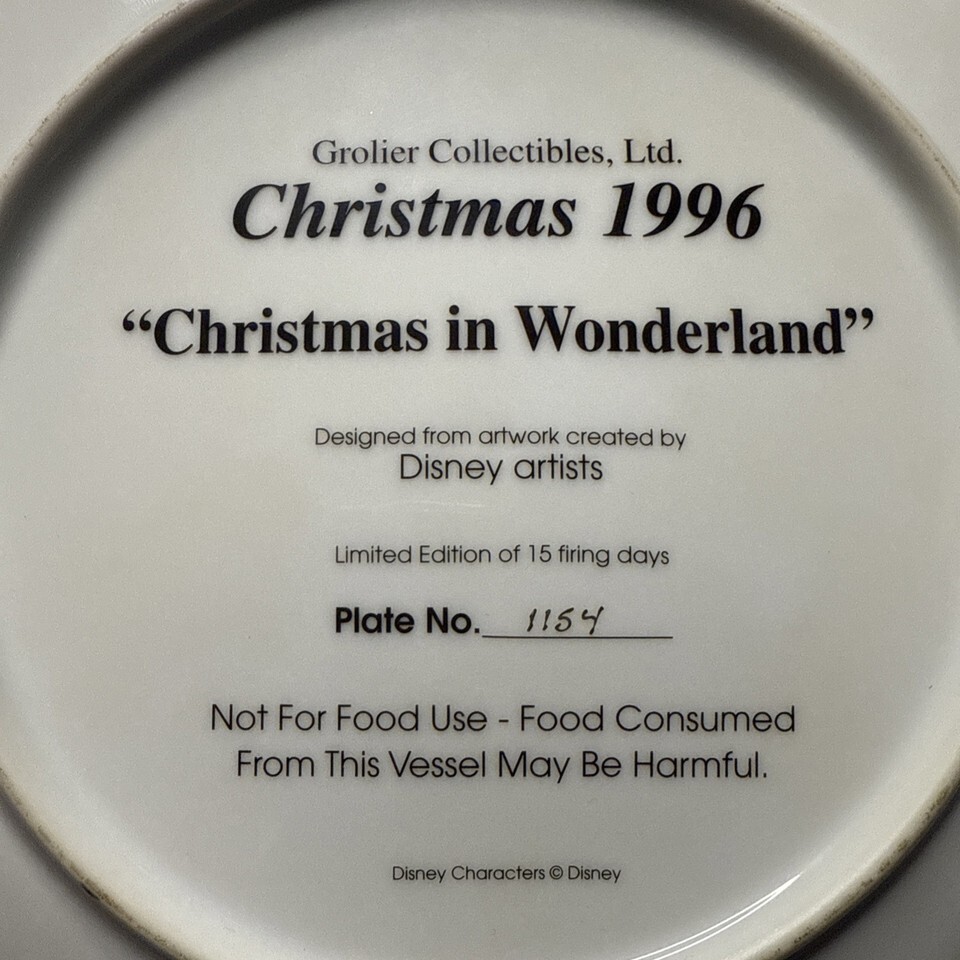 Grolier Collectibles, Ltd.
Christmas 1996
“Christmas in Wonderland”
Designed from artwork created by
Disney artists
Limited Edition of 15 firing days
Plate No. 1154
Not For Food Use - Food Consumed
From This Vessel May Be Harmful.
Disney Characters © Disney